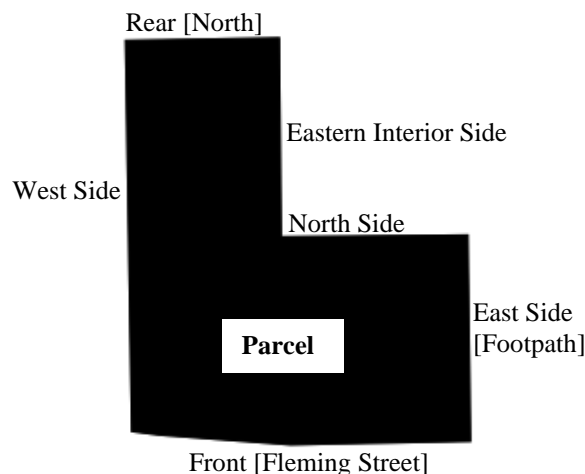 Rear [North]
Eastern Interior Side
West Side
North Side
East Side
[Footpath]
Parcel
Front [Fleming Street]